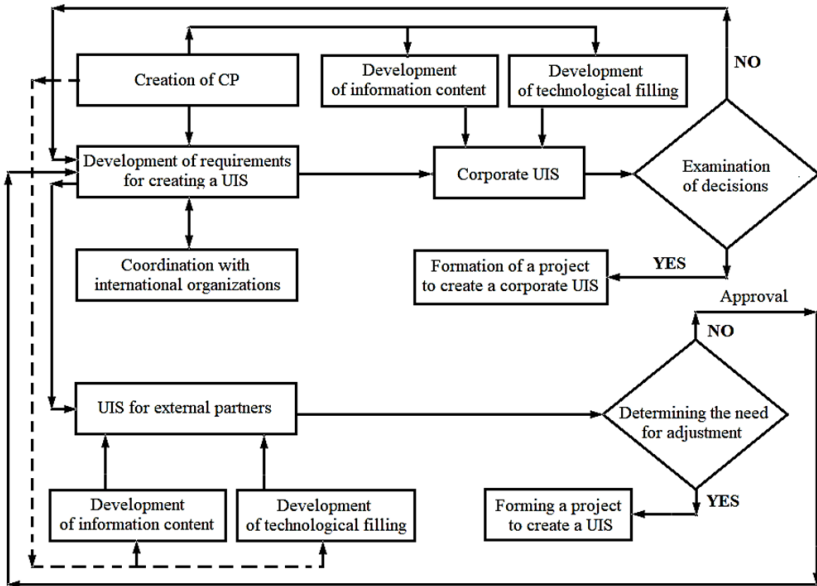 NO
Creation of CP
Development
of information content
Development
of technological filling
Development of requirements
for creating a UIS
Corporate UIS
Examination
of decisions
Coordination with
international organizations
Formation of a project
to create a corporate UIS
YES
Approval
NO
UIS for external partners
Determining the need
for adjustment
Development
of information content
Development
of technological filling
Forming a project
to create a UIS
YES